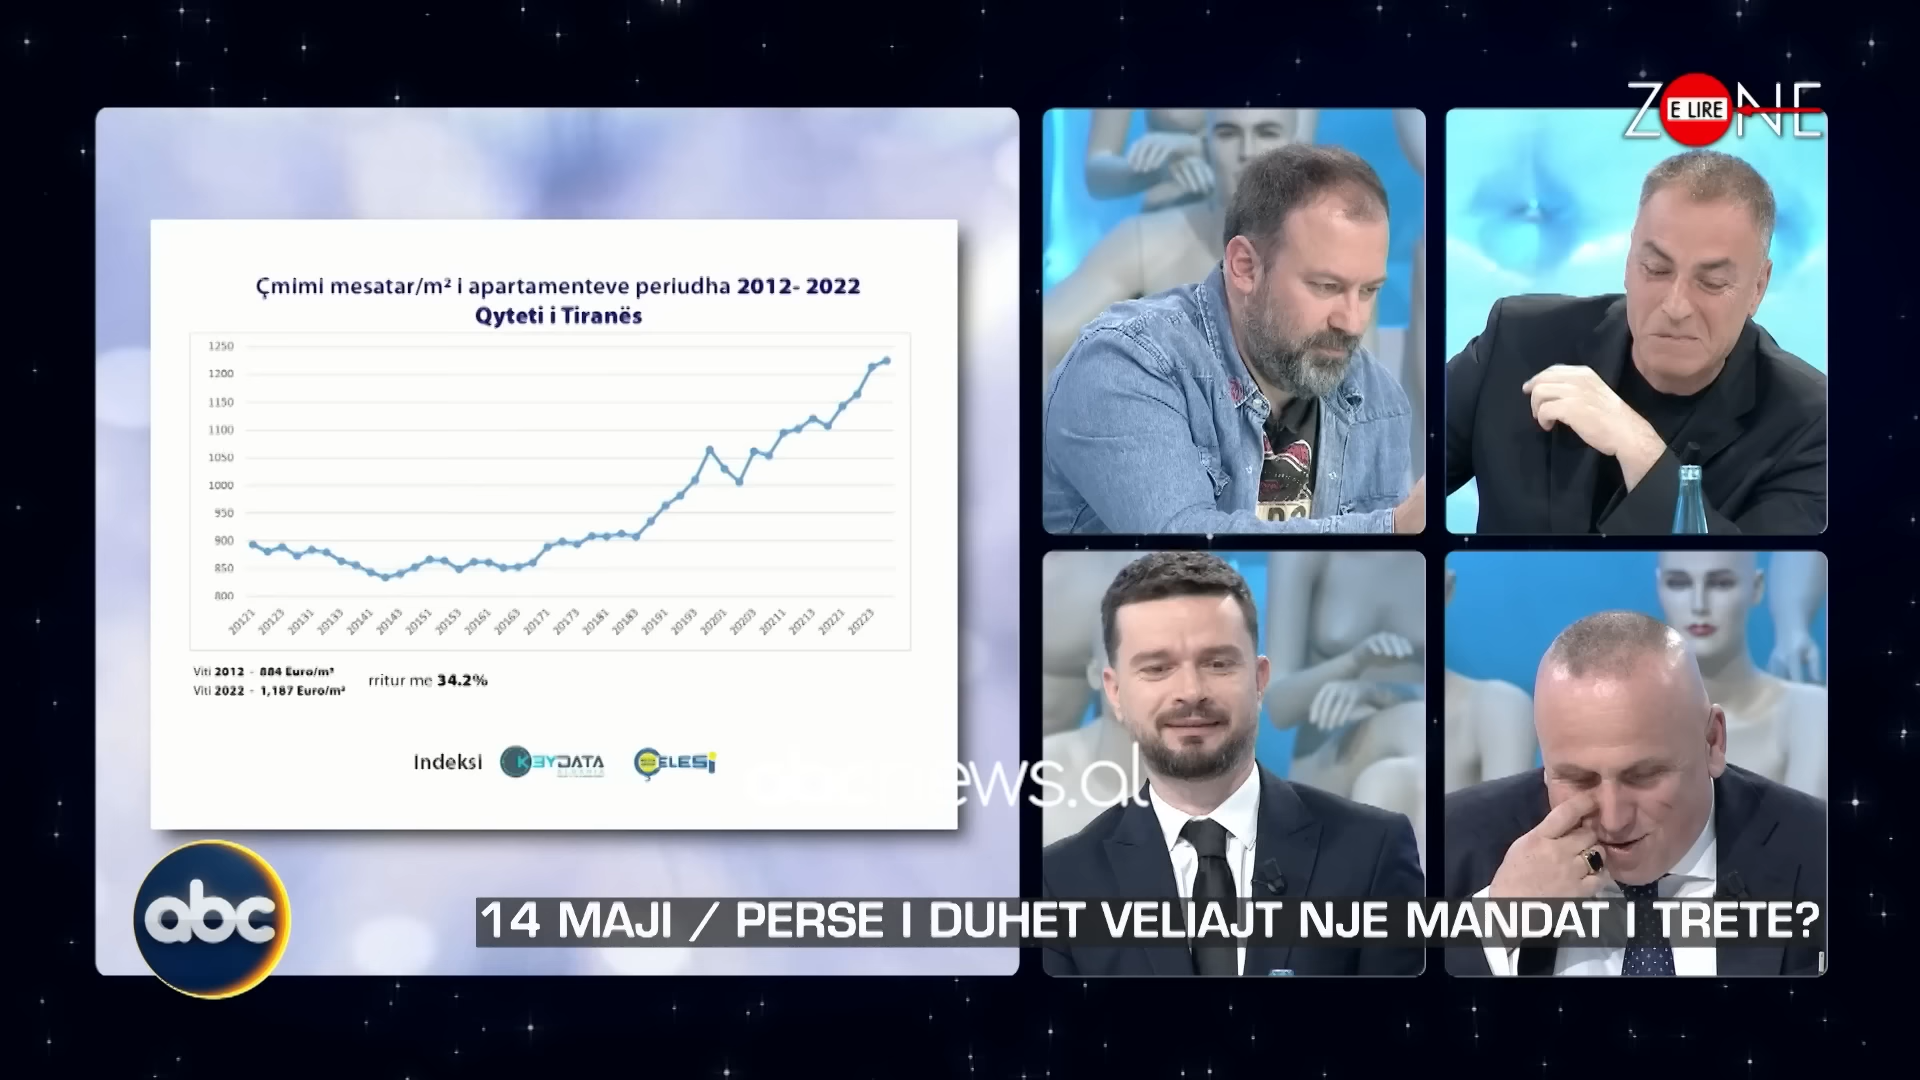 ZONE
E LIRE
Çmimi mesatar/m² i apartamenteve periudha 2012- 2022
Qyteti i Tiranës
1250
1200
1150
1100
1050
1000
950
900
850
800
20121 20123 20131 20133 20141 20143 20151 20153 20161 20163 20171 20173 20181 20183 20191 20193 20201 20203 20211 20213 20221 20223
Viti 2012 - 884 Euro/m²
Viti 2022 - 1,187 Euro/m²
rritur me 34.2%
Indeksi KEYDATA ÇELESi
abcnews.al
abc
14 MAJI / PERSE I DUHET VELIAJT NJE MANDAT I TRETE?